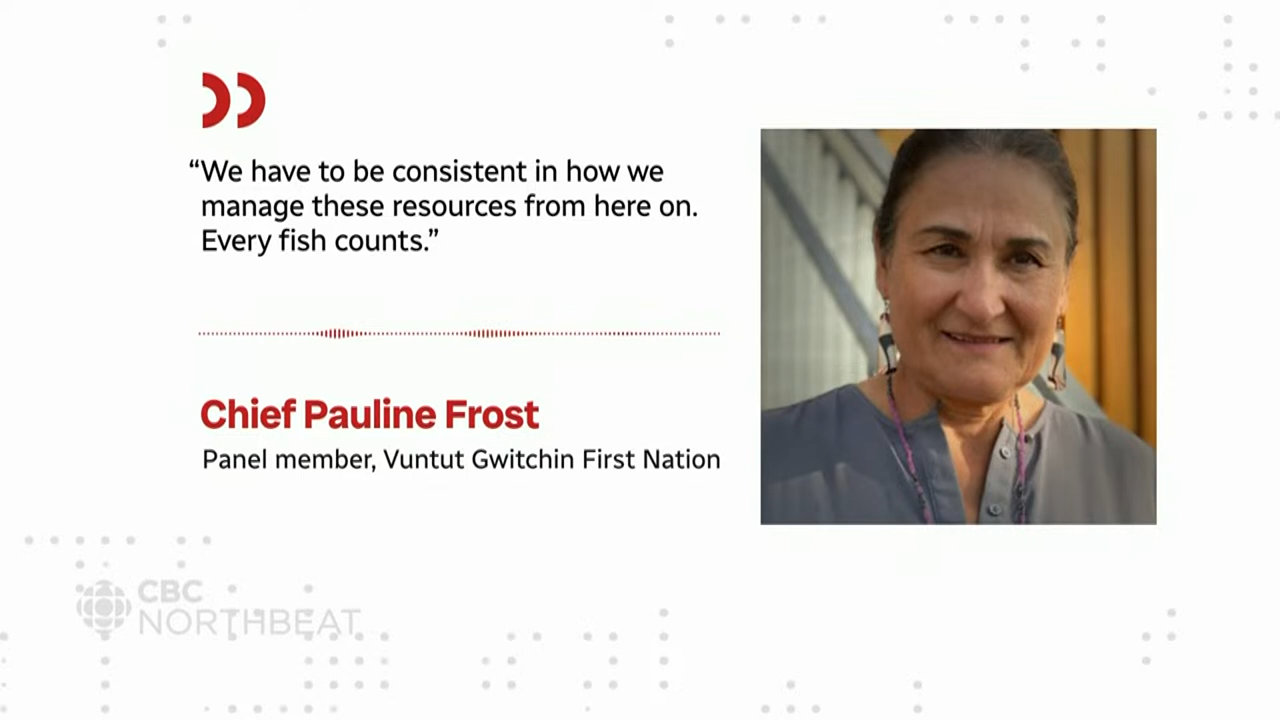 “We have to be consistent in how we
manage these resources from here on.
Every fish counts.”
Chief Pauline Frost
Panel member, Vuntut Gwitchin First Nation
CBC
NORTHBEAT